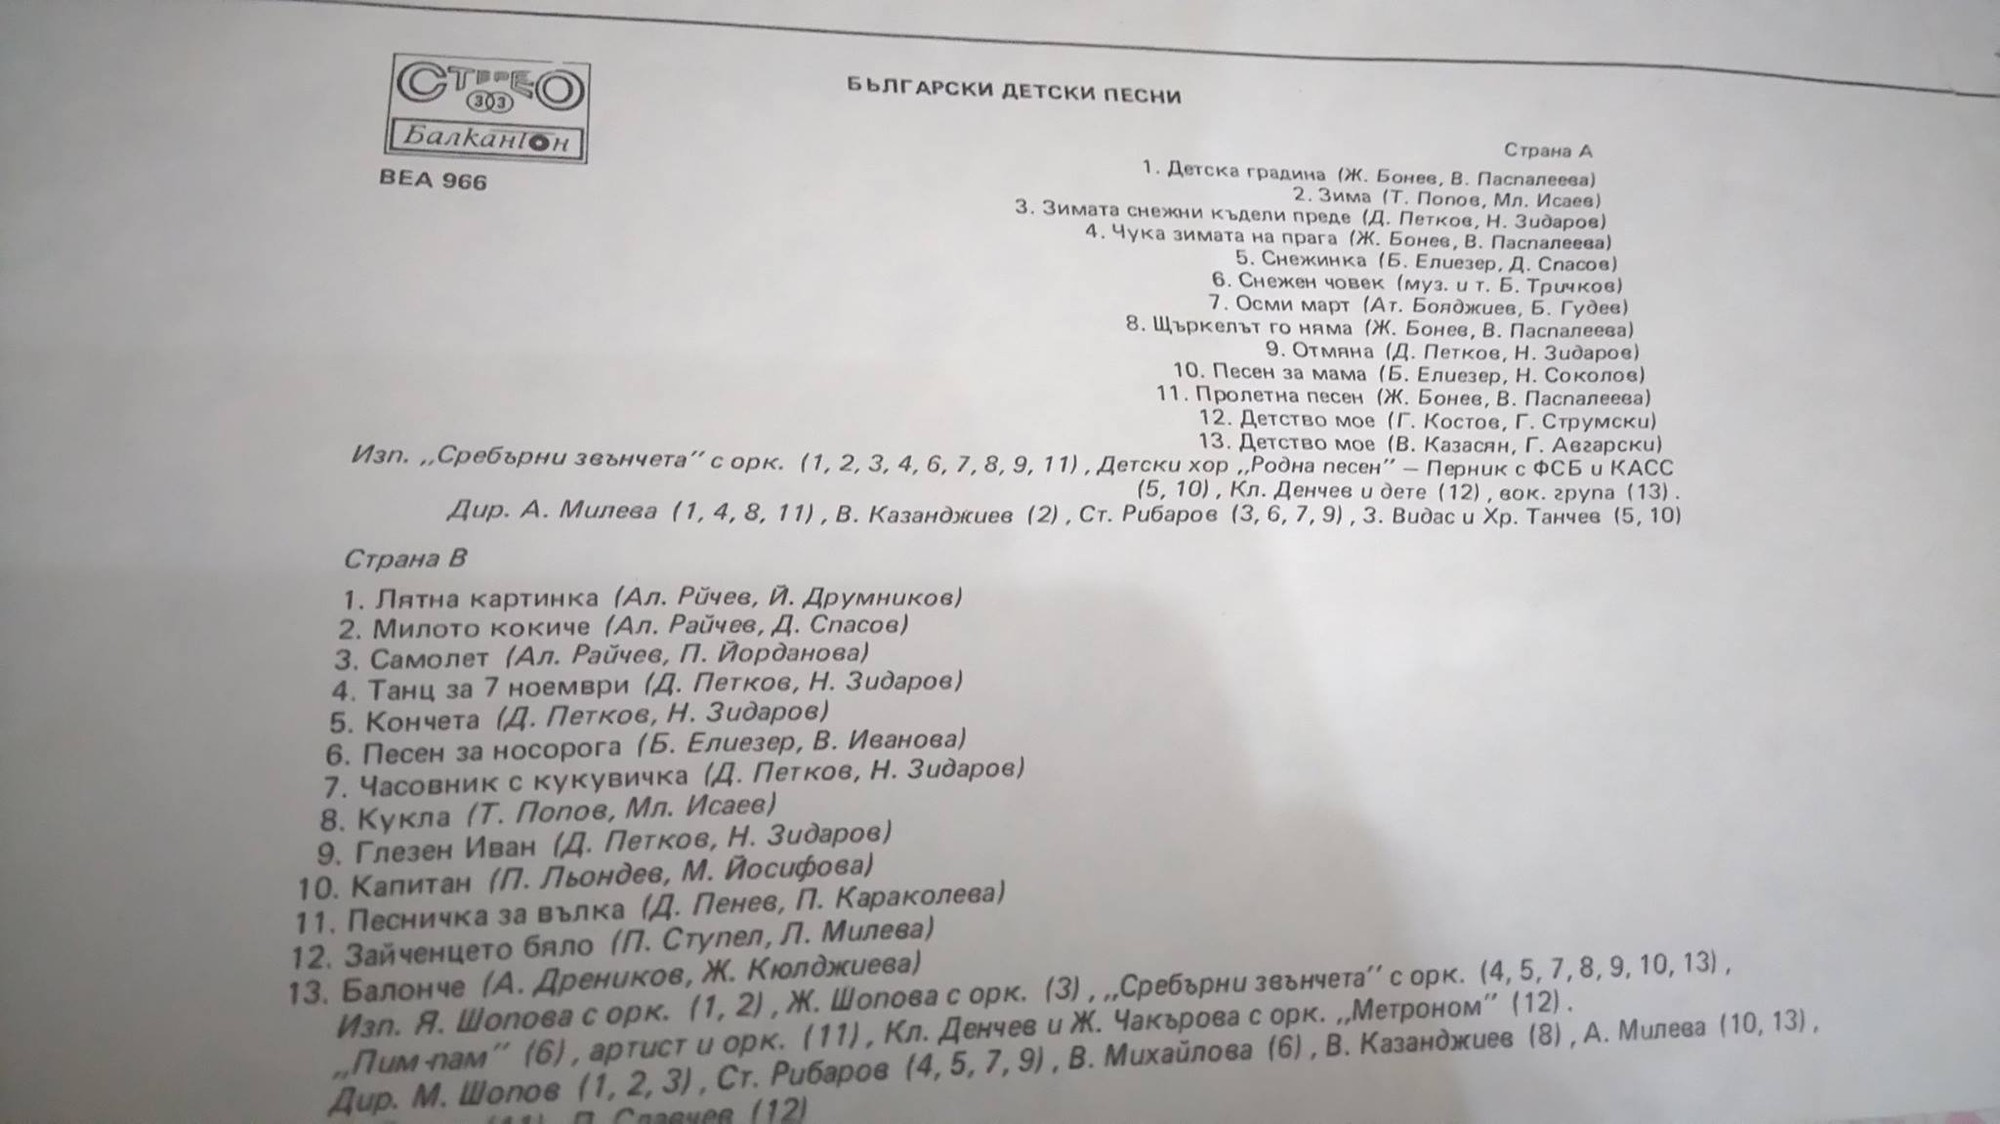 СТЕРЕО
33
Балкантон
ВЕА 966
БЪЛГАРСКИ ДЕТСКИ ПЕСНИ
Страна А
1. Детска градина (Ж. Бонев, В. Паспалеева)
2. Зима (Т. Попов, Мл. Исаев)
3. Зимата снежни къдели преде (Д. Петков, Н. Зидаров)
4. Чука зимата на прага (Ж. Бонев, В. Паспалеева)
5. Снежинка (Б. Елиезер, Д. Спасов)
6. Снежен човек (муз. и т. Б. Тричков)
7. Осми март (Ат. Бояджиев, Б. Гудев)
8. Щъркелът го няма (Ж. Бонев, В. Паспалеева)
9. Отмяна (Д. Петков, Н. Зидаров)
10. Песен за мама (Б. Елиезер, Н. Соколов)
11. Пролетна песен (Ж. Бонев, В. Паспалеева)
12. Детство мое (Г. Костов, Г. Струмски)
13. Детство мое (В. Казасян, Г. Авгарски)
Изп. „Сребърни звънчета" с орк. (1, 2, 3, 4, 6, 7, 8, 9, 11), Детски хор „Родна песен" — Перник с ФСБ и КАСС
(5, 10), Кл. Денчев и дете (12), вок. група (13).
Дир. А. Милева (1, 4, 8, 11), В. Казанджиев (2), Ст. Рибаров (3, 6, 7, 9), З. Видас и Хр. Танчев (5, 10)
Страна В
1. Лятна картинка (Ал. Рйчев, Й. Друмников)
2. Милото кокиче (Ал. Райчев, Д. Спасов)
3. Самолет (Ал. Райчев, П. Йорданова)
4. Танц за 7 ноември (Д. Петков, Н. Зидаров)
5. Кончета (Д. Петков, Н. Зидаров)
6. Песен за носорога (Б. Елиезер, В. Иванова)
7. Часовник с кукувичка (Д. Петков, Н. Зидаров)
8. Кукла (Т. Попов, Мл. Исаев)
9. Глезен Иван (Д. Петков, Н. Зидаров)
10. Капитан (П. Льондев, М. Йосифова)
11. Песничка за вълка (Д. Пенев, П. Караколева)
12. Зайченцето бяло (П. Ступел, Л. Милева)
13. Балонче (А. Дреников, Ж. Кюлджиева)
Изп. Я. Шопова с орк. (1, 2), Ж. Шопова с орк. (3), „Сребърни звънчета" с орк. (4, 5, 7, 8, 9, 10, 13),
„Пим-пам" (6), артист и орк. (11), Кл. Денчев и Ж. Чакърова с орк. „Метроном" (12).
Дир. М. Шопов (1, 2, 3), Ст. Рибаров (4, 5, 7, 9), В. Михайлова (6), В. Казанджиев (8), А. Милева (10, 13),
(11), П. Славчев (12)